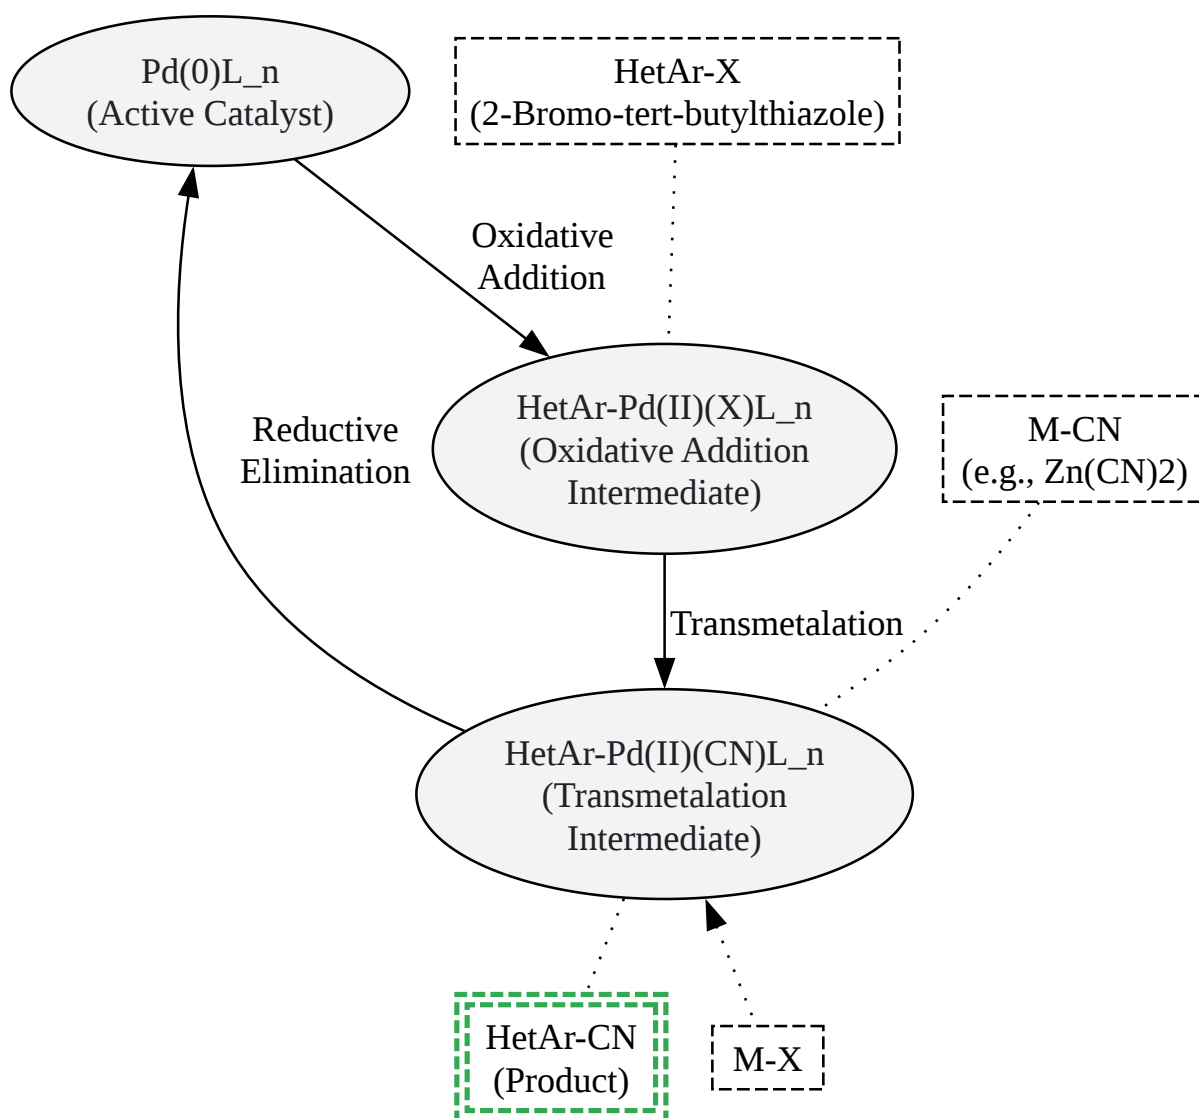 Pd(0)L_n
(Active Catalyst)
HetAr-X
(2-Bromo-tert-butylthiazole)
Oxidative
Addition
HetAr-Pd(II)(X)L_n
(Oxidative Addition
Intermediate)
Reductive
Elimination
M-CN
(e.g., Zn(CN)2)
Transmetalation
HetAr-Pd(II)(CN)L_n
(Transmetalation
Intermediate)
HetAr-CN
(Product)
M-X